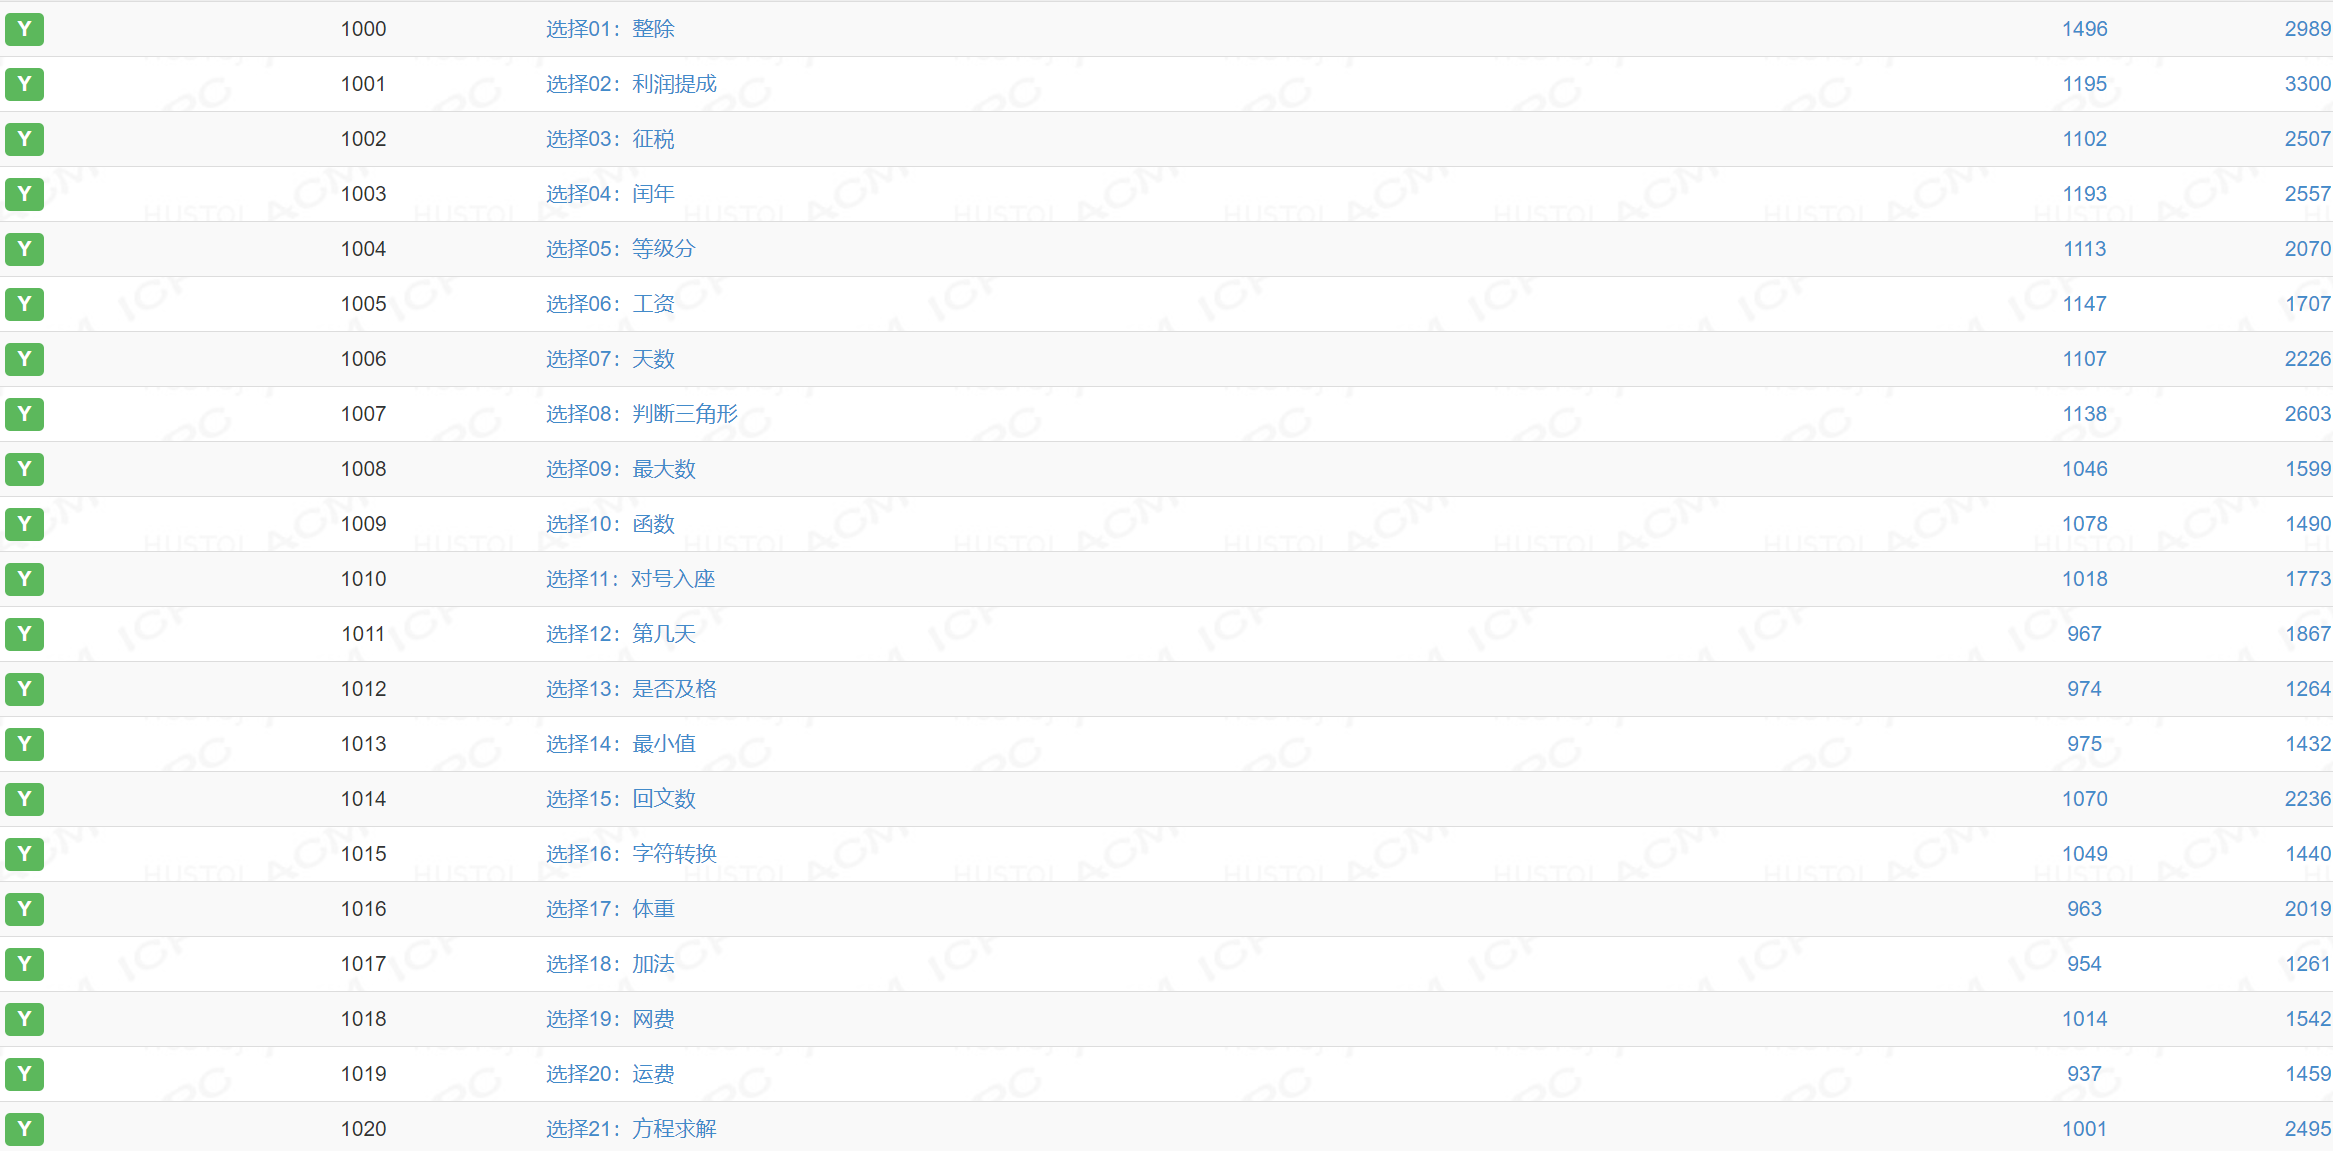 Y 1000 选择01：整除 1496 2989
Y 1001 选择02：利润提成 1195 3300
Y 1002 选择03：征税 1102 2507
Y 1003 选择04：闰年 1193 2557
Y 1004 选择05：等级分 1113 2070
Y 1005 选择06：工资 1147 1707
Y 1006 选择07：天数 1107 2226
Y 1007 选择08：判断三角形 1138 2603
Y 1008 选择09：最大数 1046 1599
Y 1009 选择10：函数 1078 1490
Y 1010 选择11：对号入座 1018 1773
Y 1011 选择12：第几天 967 1867
Y 1012 选择13：是否及格 974 1264
Y 1013 选择14：最小值 975 1432
Y 1014 选择15：回文数 1070 2236
Y 1015 选择16：字符转换 1049 1440
Y 1016 选择17：体重 963 2019
Y 1017 选择18：加法 954 1261
Y 1018 选择19：网费 1014 1542
Y 1019 选择20：运费 937 1459
Y 1020 选择21：方程求解 1001 2495